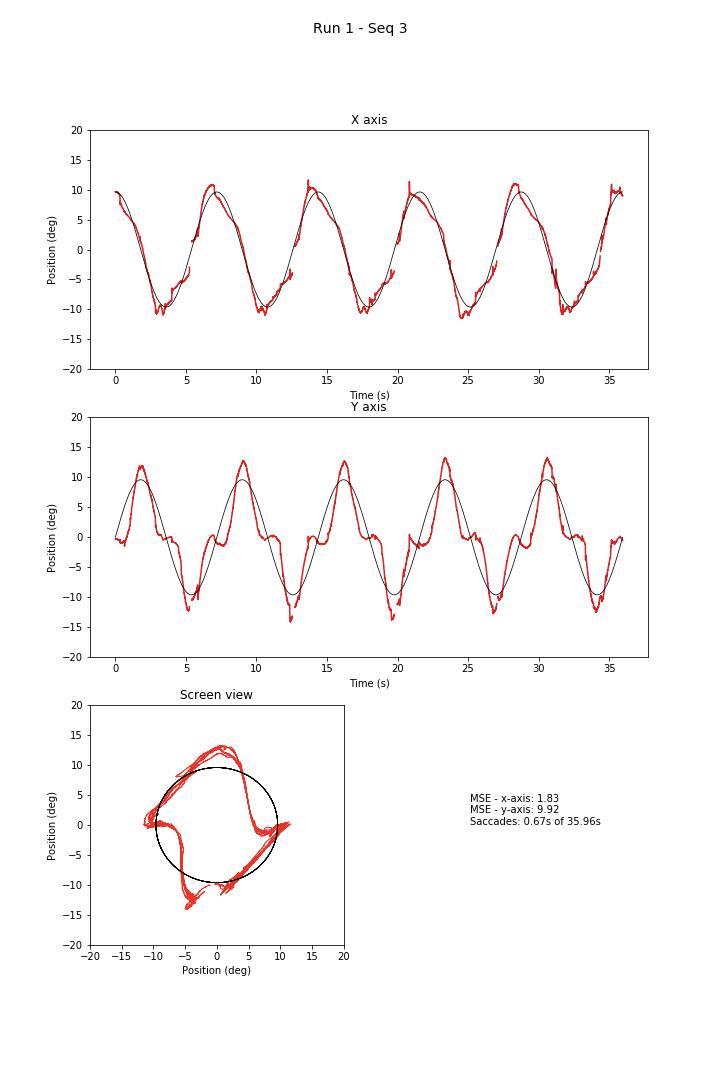 Run 1 - Seq 3
X axis
20
15
10
5
0
−5
−10
−15
−20
Position (deg)
0 5 10 15 20 25 30 35
Time (s)
Y axis
20
15
10
5
0
−5
−10
−15
−20
Position (deg)
0 5 10 15 20 25 30 35
Time (s)
Screen view
20
15
10
5
0
−5
−10
−15
−20
Position (deg)
−20 −15 −10 −5 0 5 10 15 20
Position (deg)
MSE - x-axis: 1.83
MSE - y-axis: 9.92
Saccades: 0.67s of 35.96s